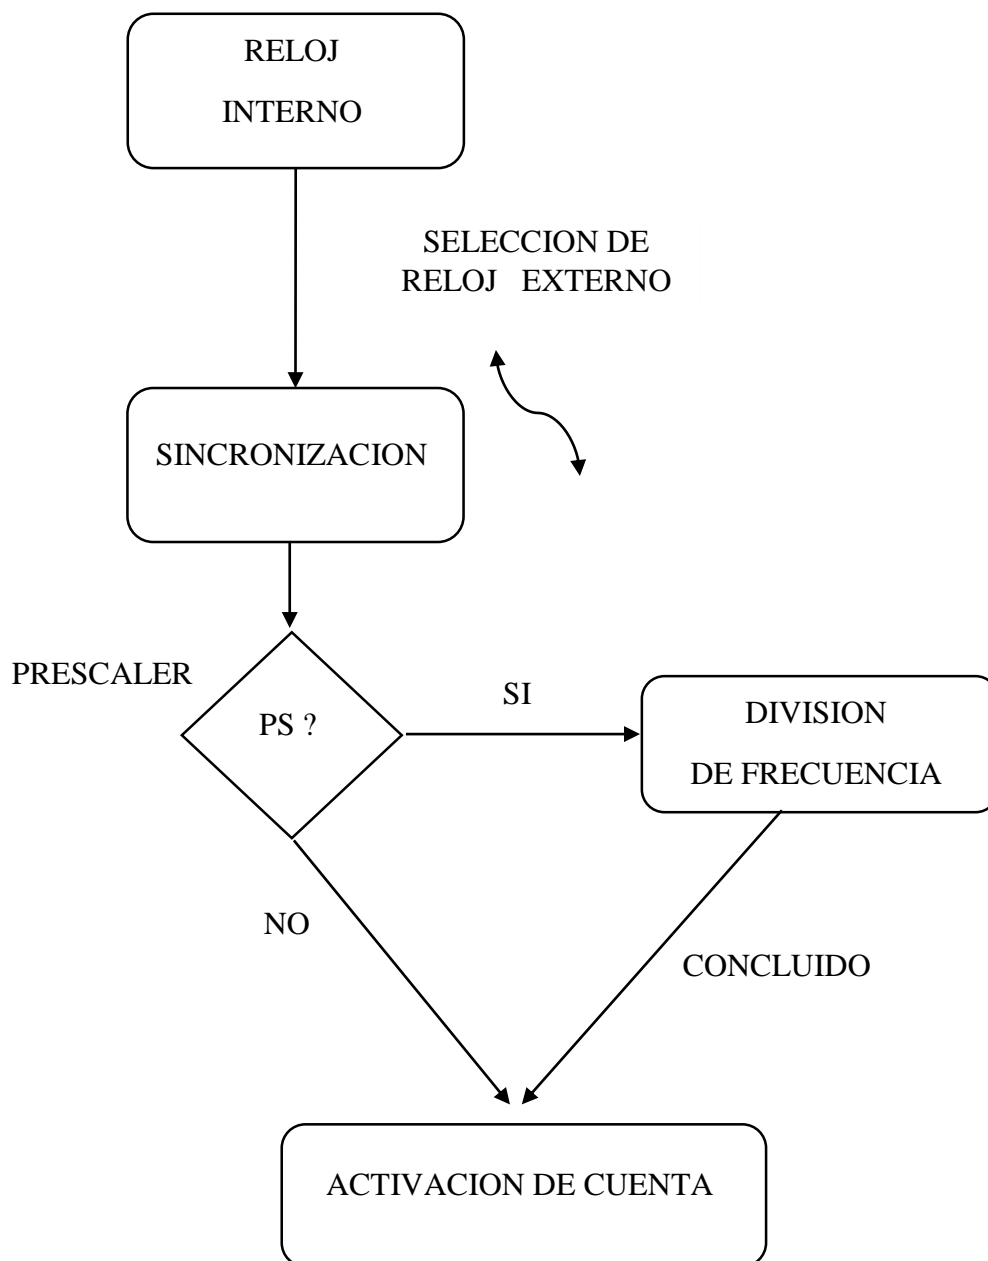 RELOJ
INTERNO
SELECCION DE
RELOJ EXTERNO
SINCRONIZACION
PRESCALER
PS ?
SI
DIVISION
DE FRECUENCIA
NO
CONCLUIDO
ACTIVACION DE CUENTA